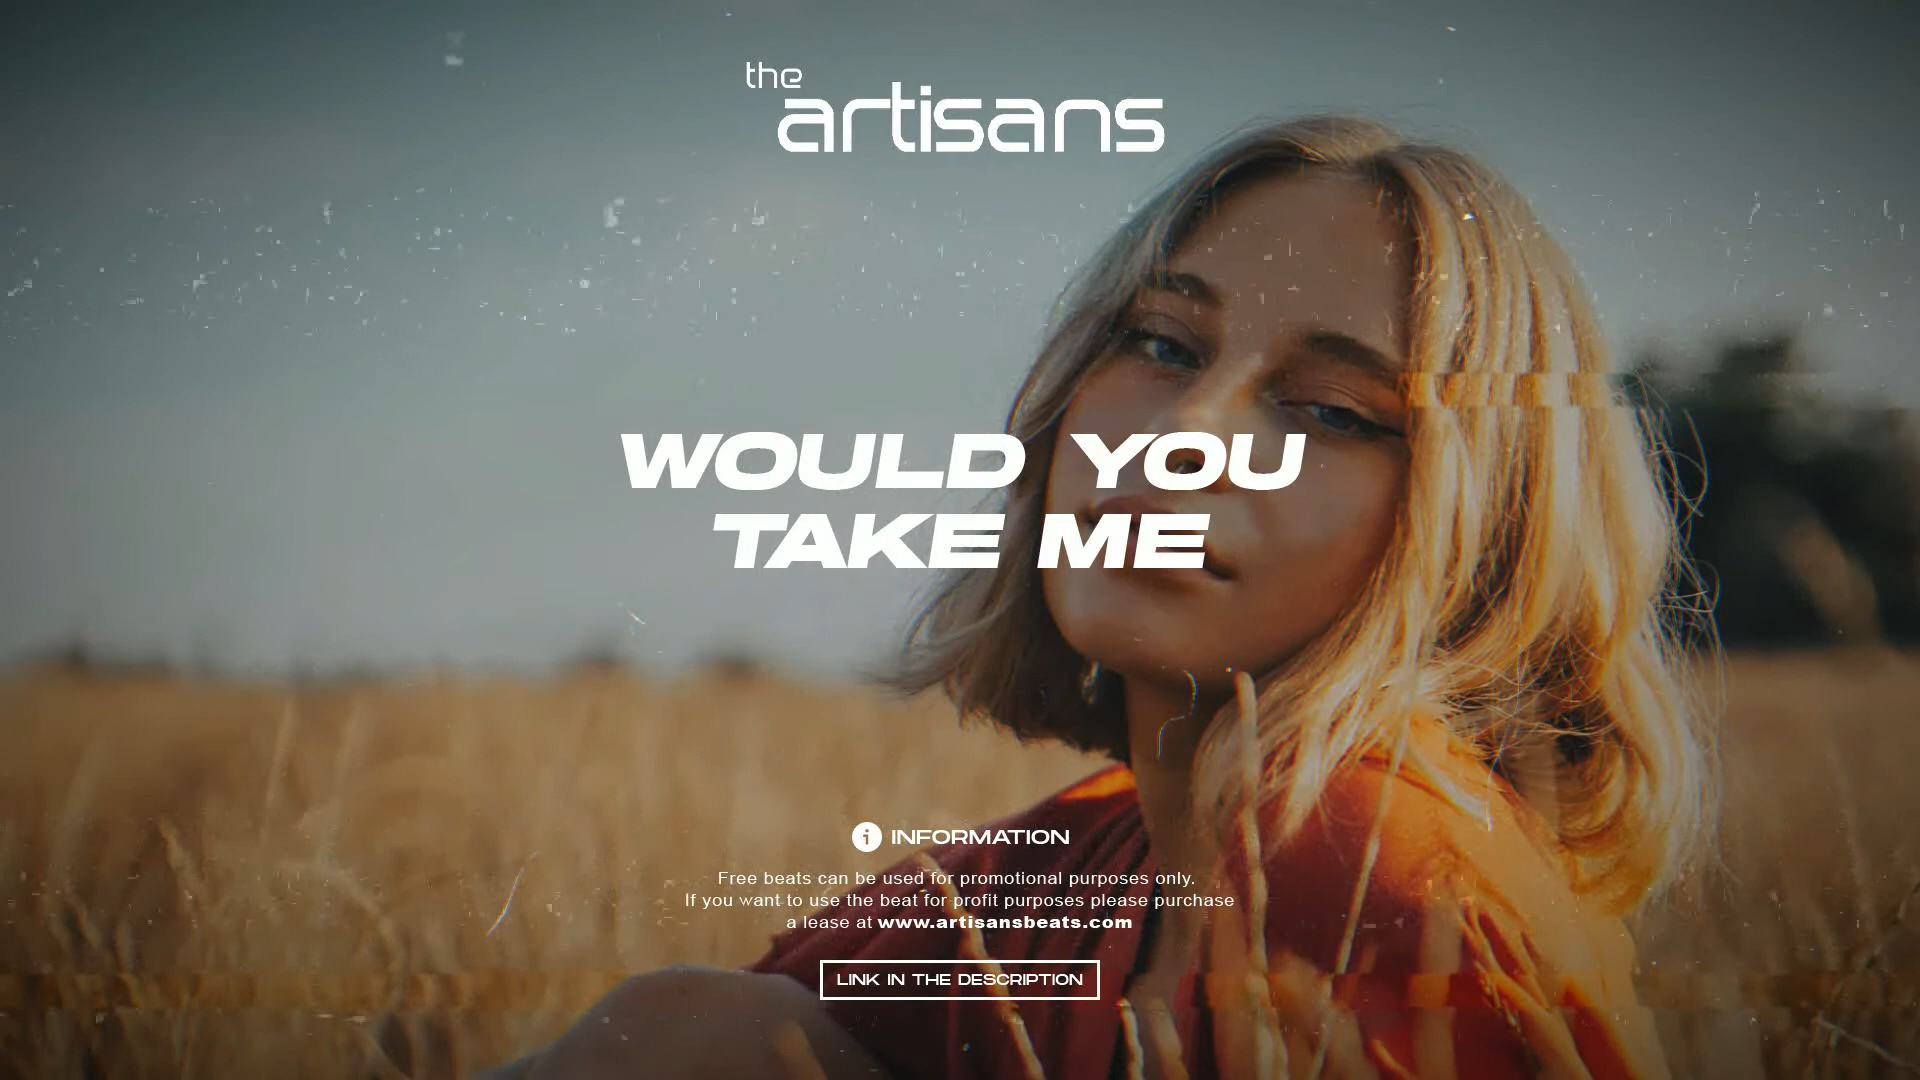 the
artisans
WOULD YOU
TAKE ME
i INFORMATION
Free beats can be used for promotional purposes only.
If you want to use the beat for profit purposes please purchase
a lease at www.artisansbeats.com
LINK IN THE DESCRIPTION